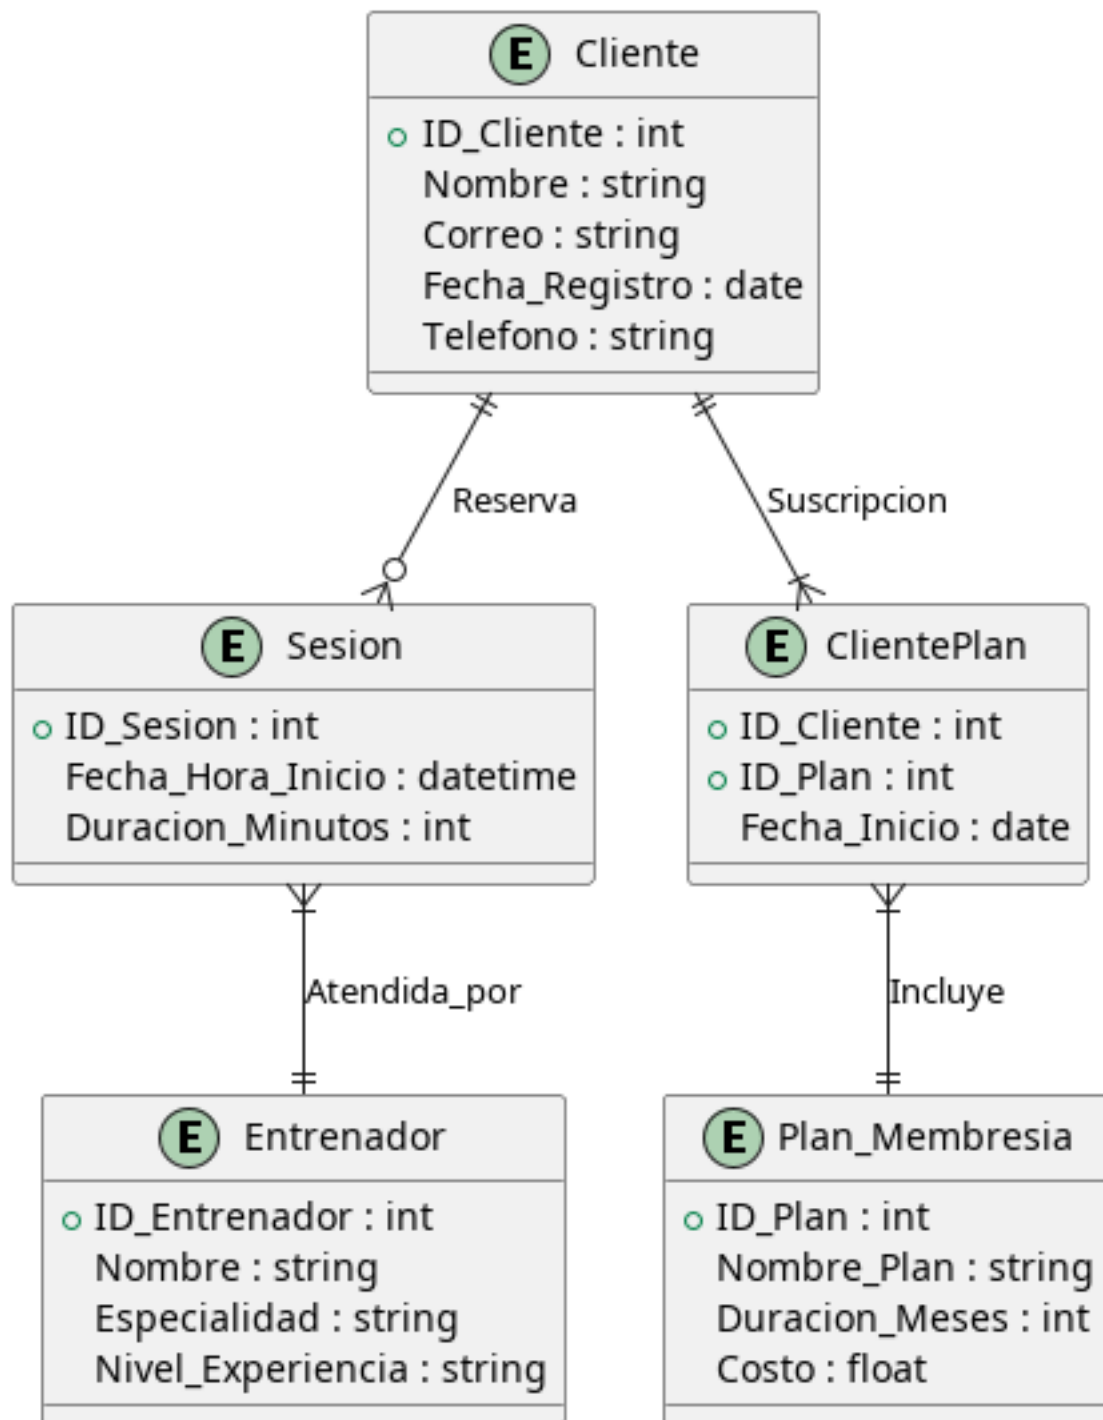 E Cliente
ID_Cliente : int
Nombre : string
Correo : string
Fecha_Registro : date
Telefono : string
Reserva
Suscripcion
E Sesion
ID_Sesion : int
Fecha_Hora_Inicio : datetime
Duracion_Minutos : int
E ClientePlan
ID_Cliente : int
ID_Plan : int
Fecha_Inicio : date
Atendida_por
Incluye
E Entrenador
ID_Entrenador : int
Nombre : string
Especialidad : string
Nivel_Experiencia : string
E Plan_Membresia
ID_Plan : int
Nombre_Plan : string
Duracion_Meses : int
Costo : float